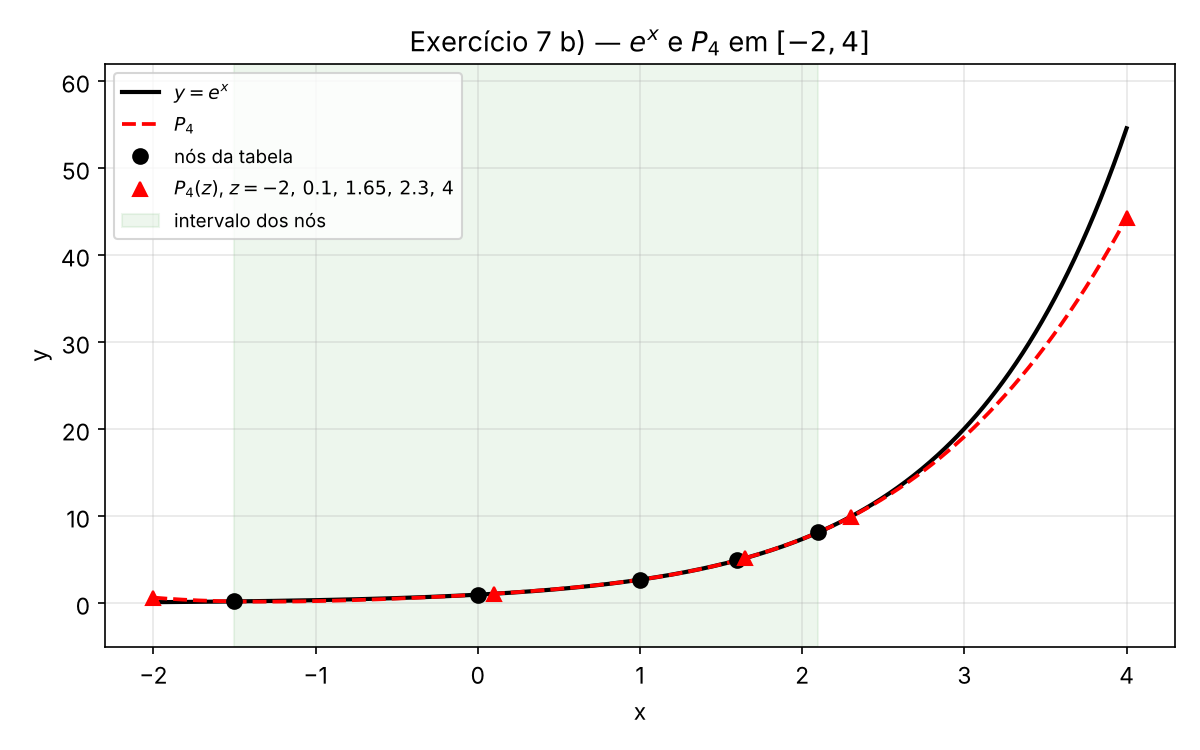 Exercício 7 b) — e^x e P_4 em [−2, 4]
y = e^x
P_4
nós da tabela
P_4(z), z = −2, 0.1, 1.65, 2.3, 4
intervalo dos nós
60
50
40
30
20
10
0
y
−2
−1
0
1
2
3
4
x